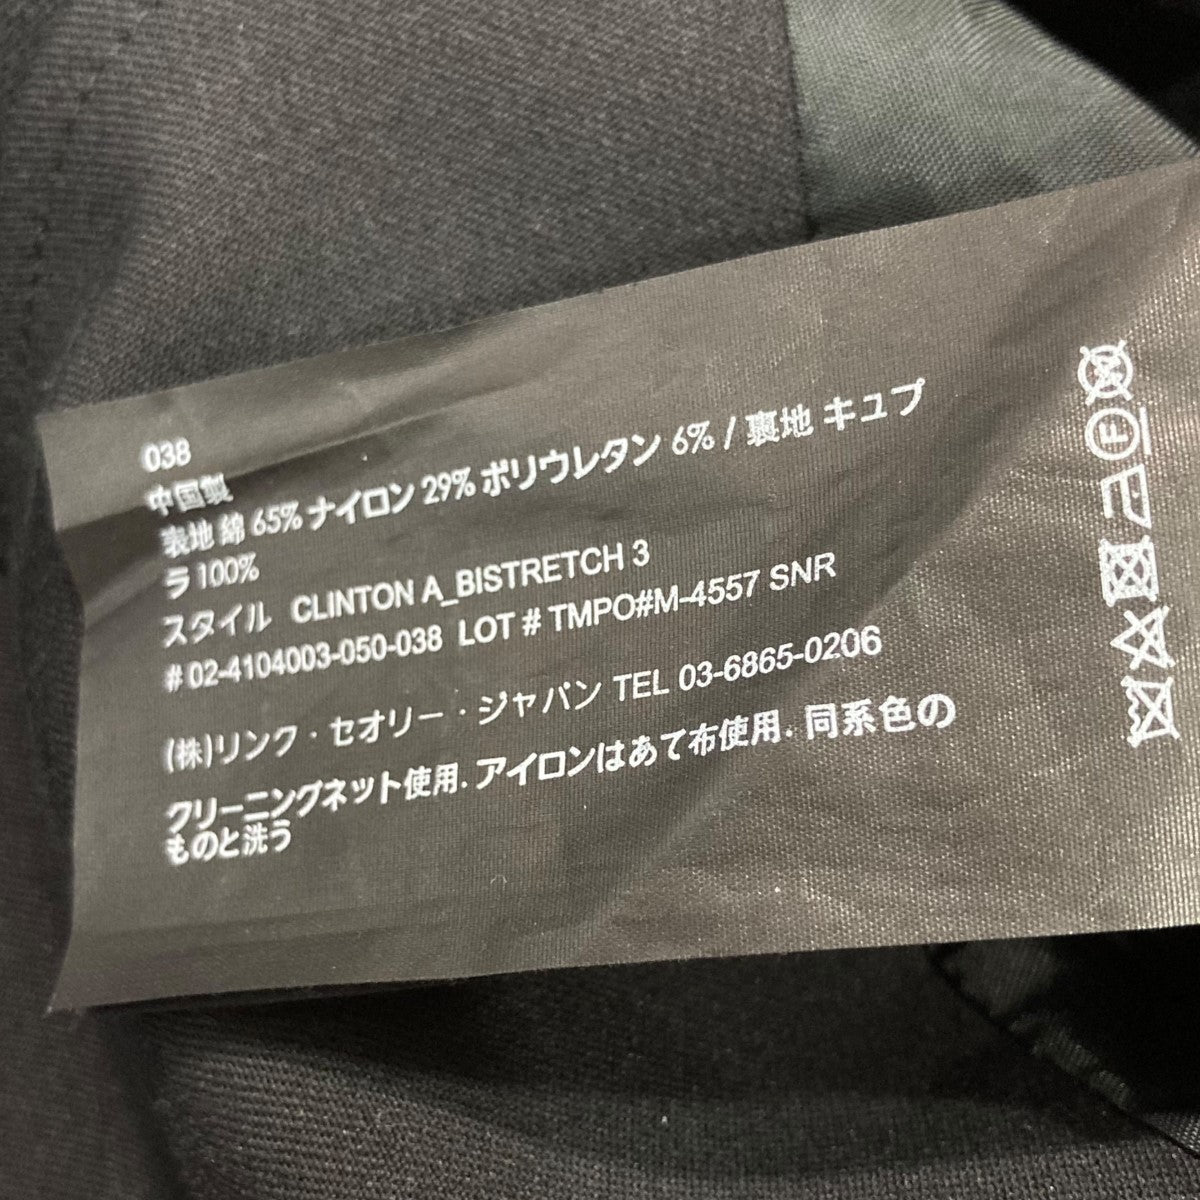 038
中国製
表地 綿 65% ナイロン 29% ポリウレタン 6% / 裏地 キュプ
ラ 100%
スタイル CLINTON A_BISTRETCH 3
# 02-4104003-050-038 LOT # TMPO#M-4557 SNR
(株)リンク・セオリー・ジャパン TEL 03-6865-0206
クリーニングネット使用. アイロンはあて布使用. 同系色の
ものと洗う
W
F